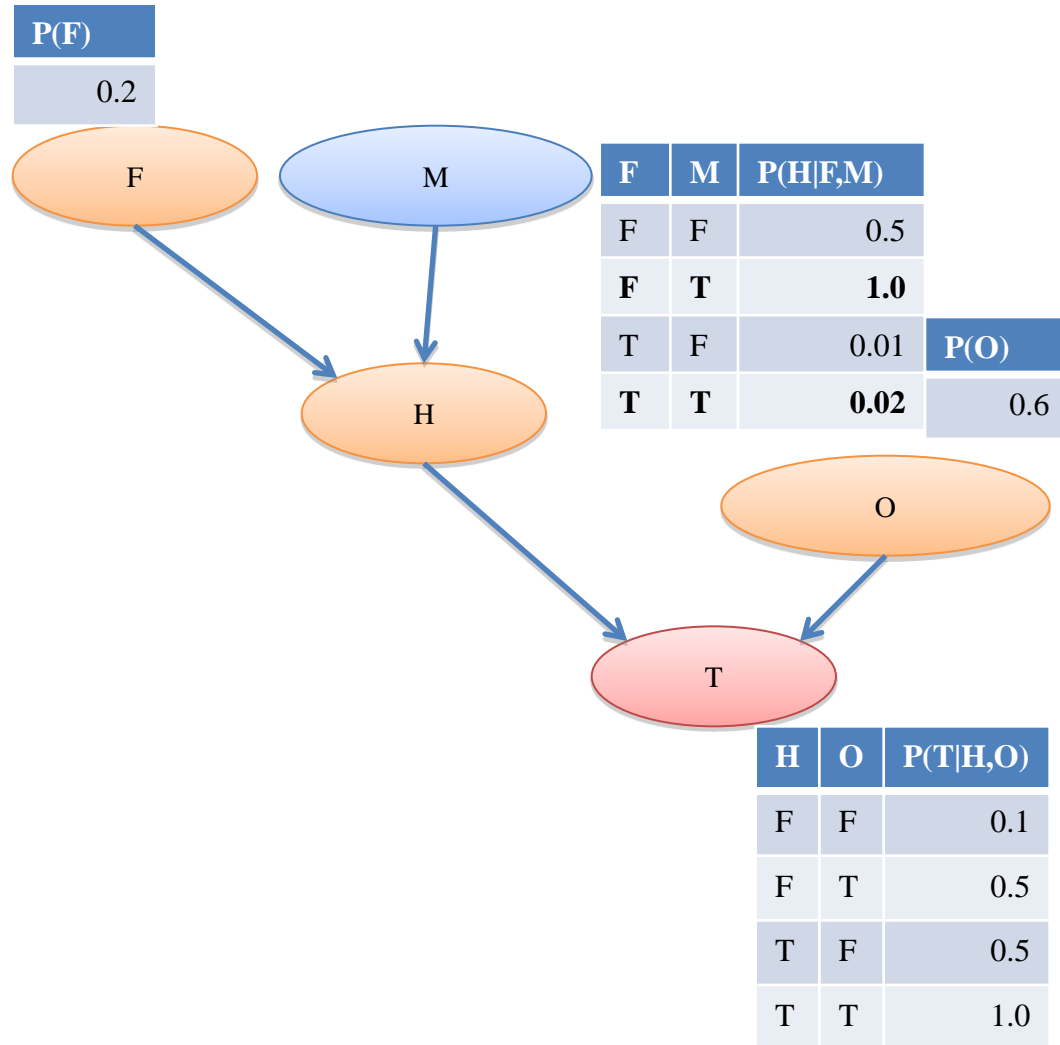 P(F)
0.2
F
M
F M P(H|F,M)
F F 0.5
F T 1.0
T F 0.01
T T 0.02
P(O)
0.6
H
O
T
H O P(T|H,O)
F F 0.1
F T 0.5
T F 0.5
T T 1.0